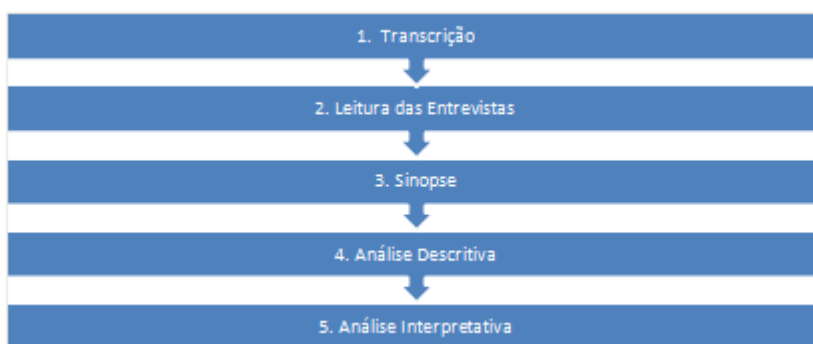 1. Transcrição
2. Leitura das Entrevistas
3. Sinopse
4. Análise Descritiva
5. Análise Interpretativa